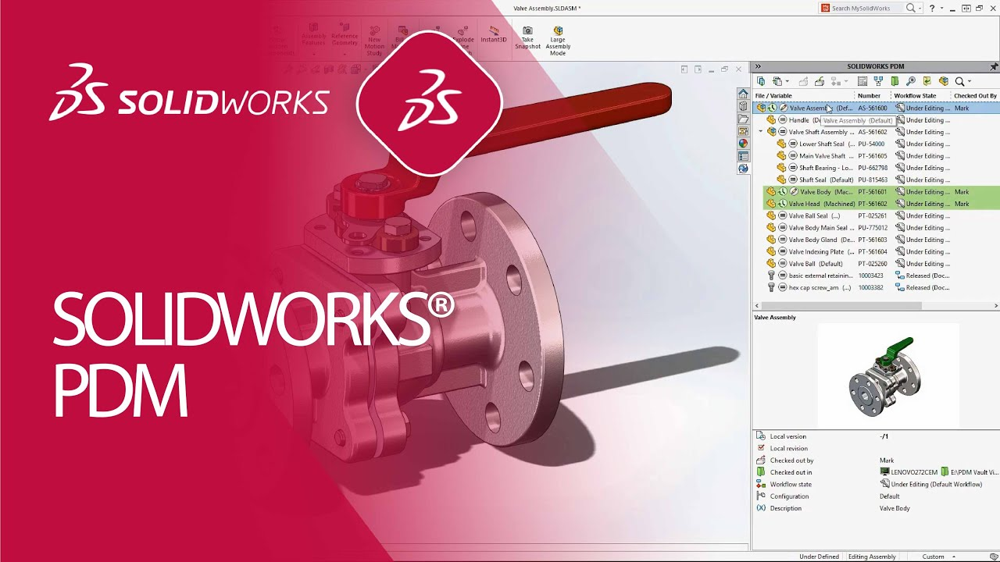 Valve Assembly.SLDASM *
Search MySolidWorks
Assembly Features
Reference Geometry
New Motion Study
Instant3D
Take Snapshot
Large Assembly Mode
SOLIDWORKS
SOLIDWORKS®
PDM
SOLIDWORKS PDM
File / Variable Number Workflow State Checked Out By
Valve Assemb (Def... AS-561600 Under Editing ... Mark
Handle (De
Under Editing ...
Valve Assembly (Default)
Valve Shaft Assembly ... AS-561602 Under Editing ...
Lower Shaft Seal (... PU-54000 Under Editing ...
Main Valve Shaft ... PT-561605 Under Editing ...
Shaft Bearing - Lo... PU-662798 Under Editing ...
Shaft Seal (Default) PU-815463 Under Editing ...
Valve Body (Mac... PT-561601 Under Editing ... Mark
Valve Head (Machined) PT-561602 Under Editing ... Mark
Valve Ball Seal (...) PT-025261 Under Editing ...
Valve Body Main Seal ... PU-775012 Under Editing ...
Valve Body Gland (De... PT-561603 Under Editing ...
Valve Indexing Plate (... PT-561604 Under Editing ...
Valve Ball (Default) PT-025260 Under Editing ...
basic external retainin... 10003423 Released (Doc...
hex cap screw_am (... 10003382 Released (Doc...
Valve Assembly
Local version -/1
Local revision
Checked out by Mark
Checked out in LENOVO272CEM E:\PDM Vault Vi...
Workflow state Under Editing (Default Workflow)
Configuration Default
Description Valve Body
Under Defined Editing Assembly Custom